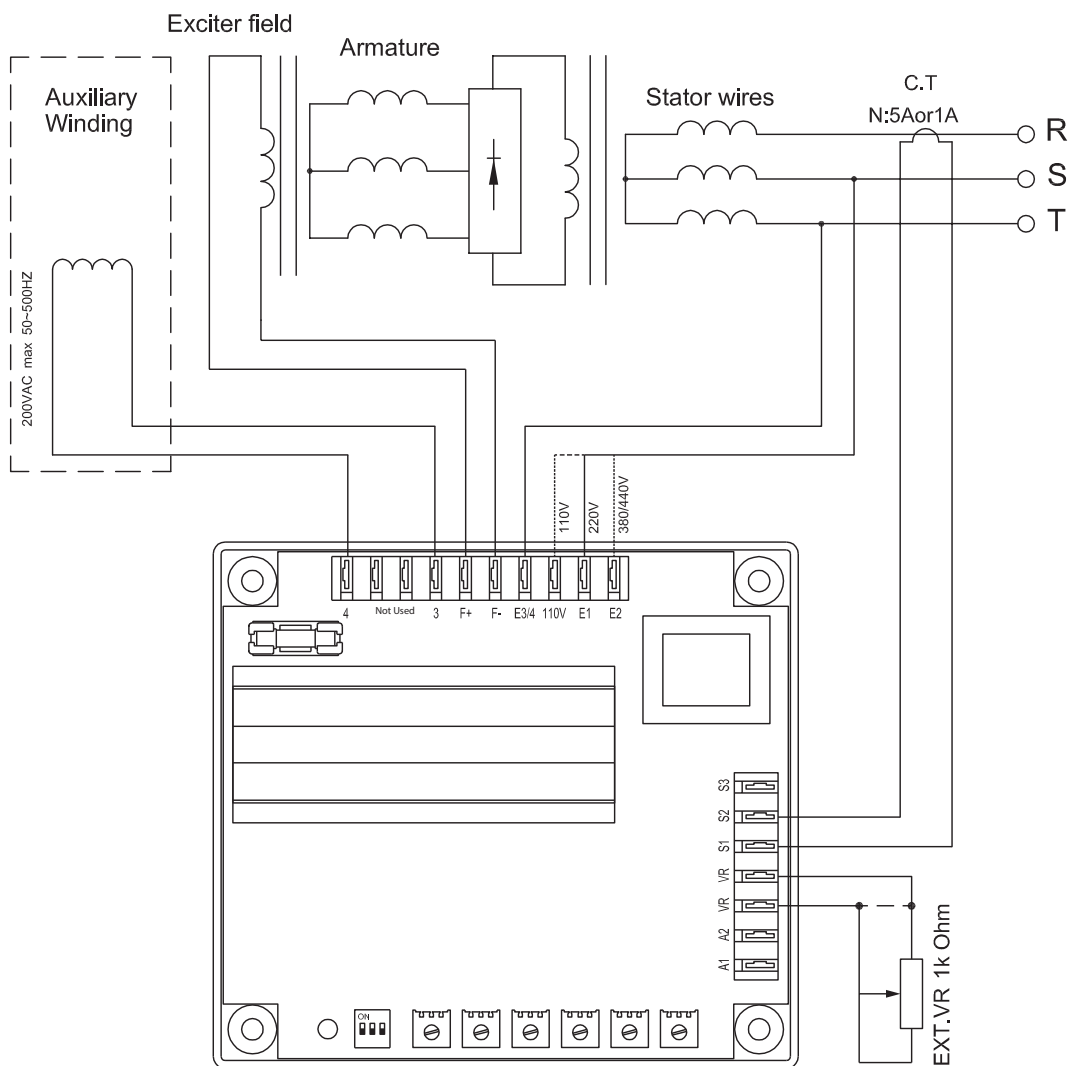 Exciter field
Armature
Auxiliary
Winding
Stator wires
C.T
N:5Aor1A
R
S
T
200VAC max 50~500HZ
110V
220V
380/440V
4
Not Used
3
F+
F-
E3/4
110V
E1
E2
S3
S2
S1
VR
VR
A2
A1
EXT.VR 1k Ohm
ON